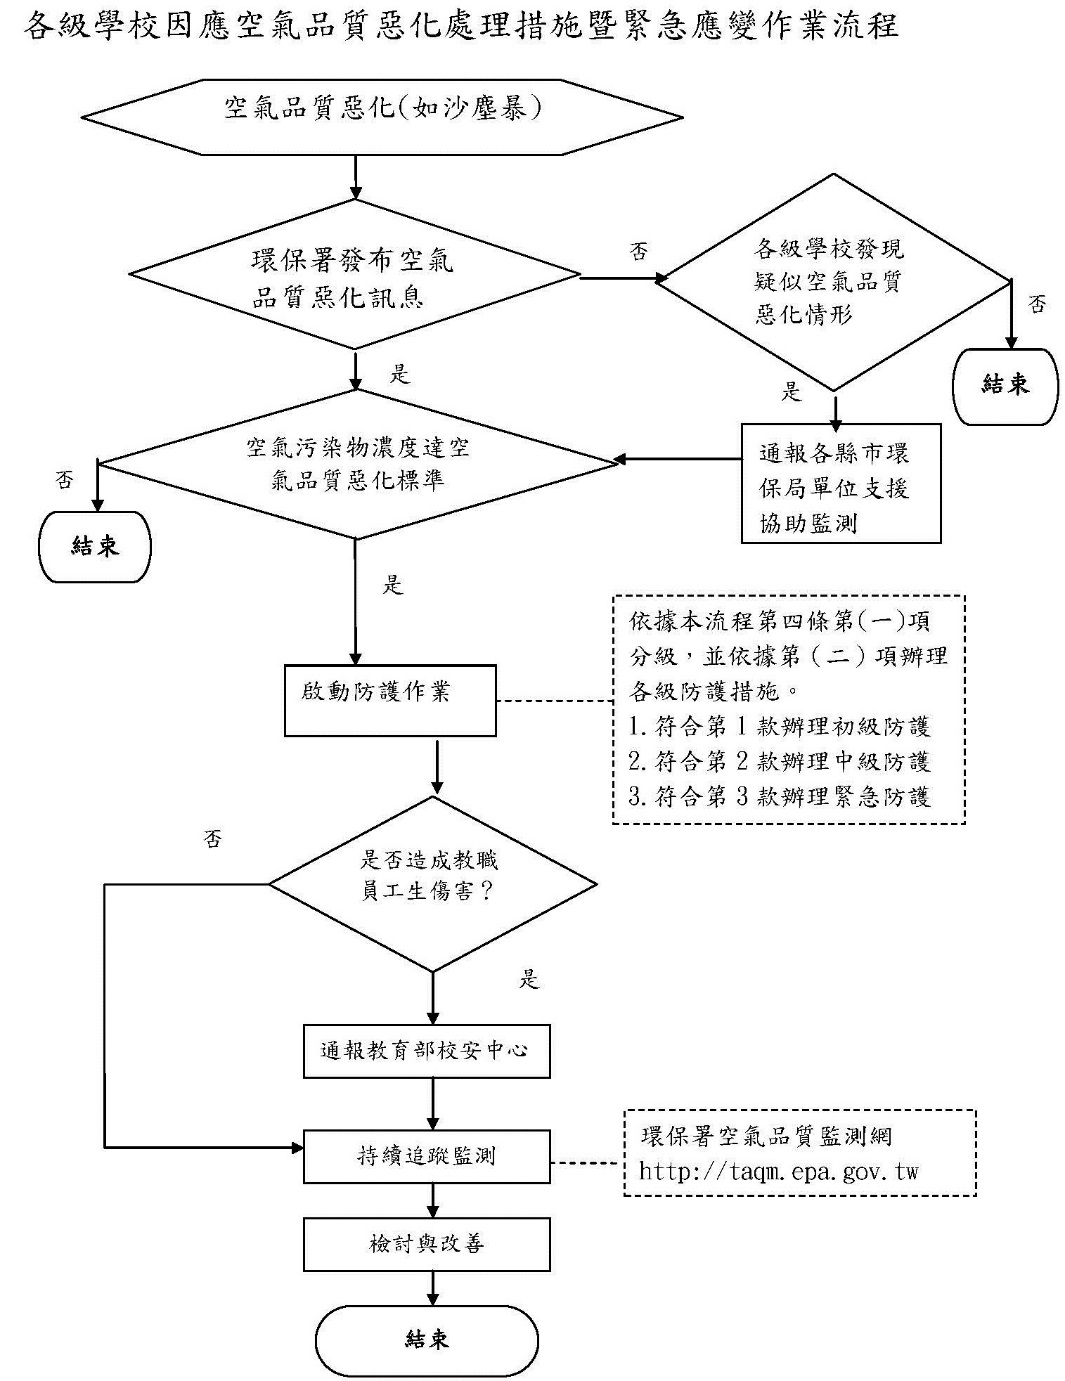 各級學校因應空氣品質惡化處理措施暨緊急應變作業流程
空氣品質惡化(如沙塵暴)
環保署發布空氣
品質惡化訊息
否
各級學校發現
疑似空氣品質
惡化情形
否
結束
是
是
空氣污染物濃度達空
氣品質惡化標準
通報各縣市環
保局單位支援
協助監測
否
結束
是
依據本流程第四條第(一)項
分級，並依據第（二）項辦理
各級防護措施。
1.符合第1款辦理初級防護
2.符合第2款辦理中級防護
3.符合第3款辦理緊急防護
啟動防護作業
否
是否造成教職
員工生傷害?
是
通報教育部校安中心
持續追蹤監測
環保署空氣品質監測網
http://taqm.epa.gov.tw
檢討與改善
結束